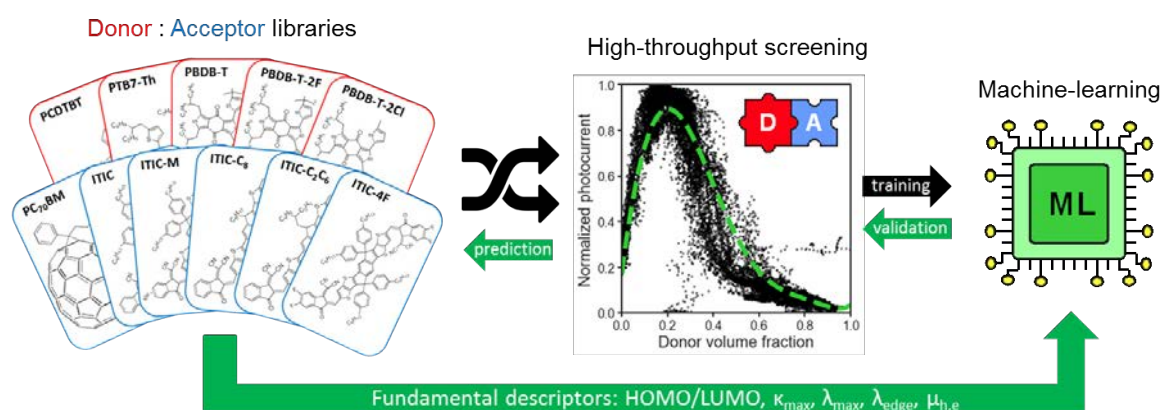 Donor : Acceptor libraries
PCDTBT
PTB7-Th
PBDB-T
PBDB-T-2F
PBDB-T-2Cl
PC₇₀BM
ITIC
ITIC-M
ITIC-C₈
ITIC-C₂C₆
ITIC-4F
prediction
High-throughput screening
Normalized photocurrent
1.0
0.8
0.6
0.4
0.2
0.0
D A
0.0 0.2 0.4 0.6 0.8 1.0
Donor volume fraction
training
validation
Machine-learning
ML
Fundamental descriptors: HOMO/LUMO, κmax, λmax, λedge, μh,e